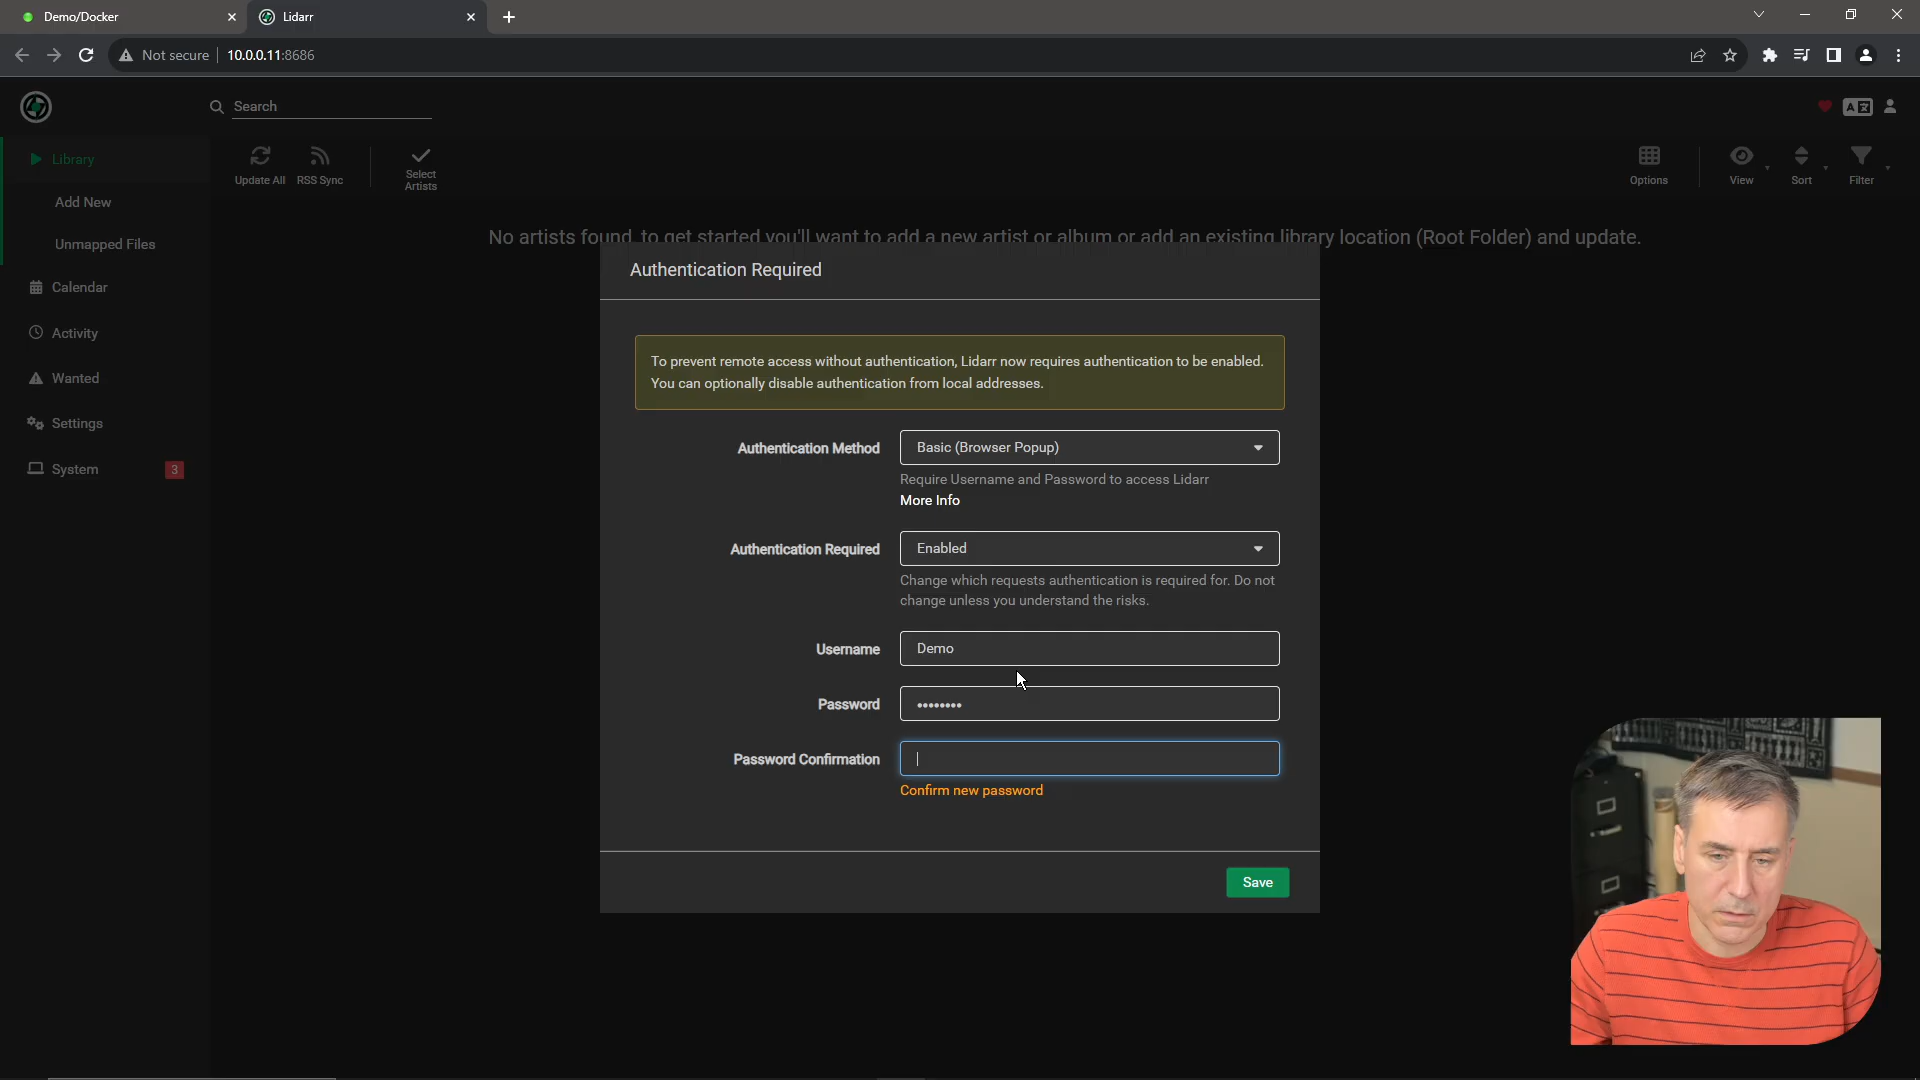 Demo/Docker
Lidarr
Not secure
10.0.0.11:8686
Search
Library
Add New
Unmapped Files
Calendar
Activity
Wanted
Settings
System
3
Update All
RSS Sync
Select
Artists
Options
View
Sort
Filter
No artists found, to get started you'll want to add a new artist or album or add an existing library location (Root Folder) and update.
Authentication Required
To prevent remote access without authentication, Lidarr now requires authentication to be enabled.
You can optionally disable authentication from local addresses.
Authentication Method
Basic (Browser Popup)
Require Username and Password to access Lidarr
More Info
Authentication Required
Enabled
Change which requests authentication is required for. Do not
change unless you understand the risks.
Username
Demo
Password
••••••••
Password Confirmation
Confirm new password
Save